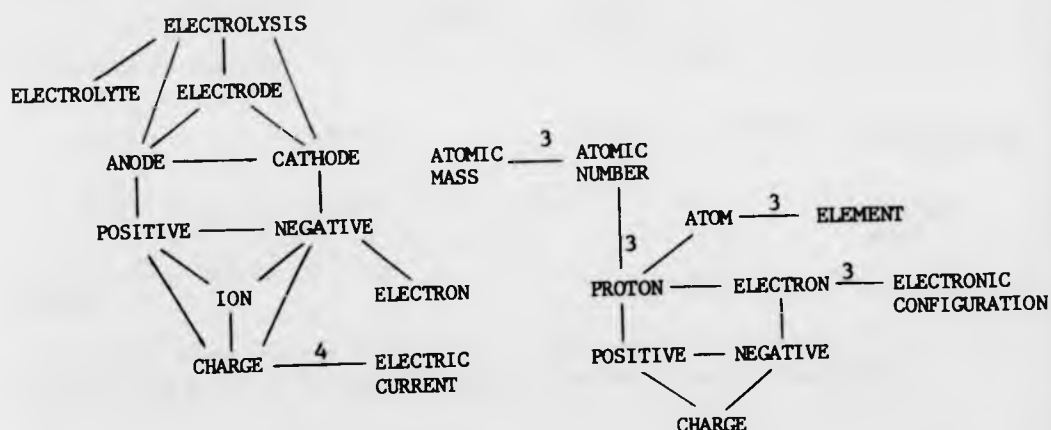 ELECTROLYSIS
ELECTROLYTE ELECTRODE
ANODE CATHODE
POSITIVE NEGATIVE
ION
ELECTRON
CHARGE 4 ELECTRIC
CURRENT
ATOMIC
MASS
3
ATOMIC
NUMBER
3
ATOM 3 ELEMENT
PROTON ELECTRON 3 ELECTRONIC
CONFIGURATION
POSITIVE NEGATIVE
CHARGE